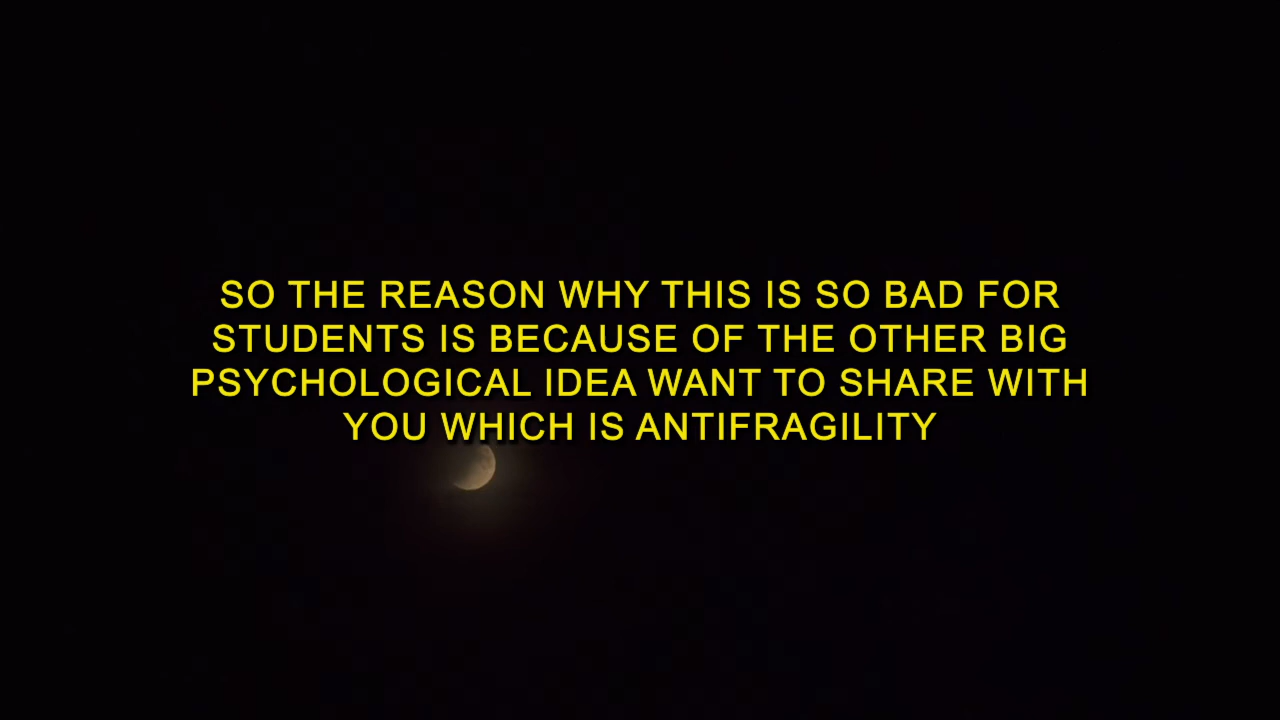 SO THE REASON WHY THIS IS SO BAD FOR
STUDENTS IS BECAUSE OF THE OTHER BIG
PSYCHOLOGICAL IDEA WANT TO SHARE WITH
YOU WHICH IS ANTIFRAGILITY